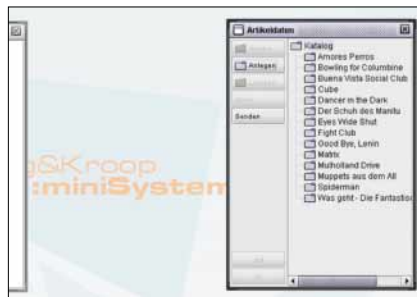 Artikeldaten
Anlegen
Senden
Katalog
Amores Perros
Bowling for Columbine
Buena Vista Social Club
Cube
Dancer in the Dark
Der Schuh des Manitu
Eyes Wide Shut
Fight Club
Good Bye, Lenin
Matrix
Mulholland Drive
Muppets aus dem All
Spiderman
Was geht - Die Fantastisc
g&Kroop
:miniSystem